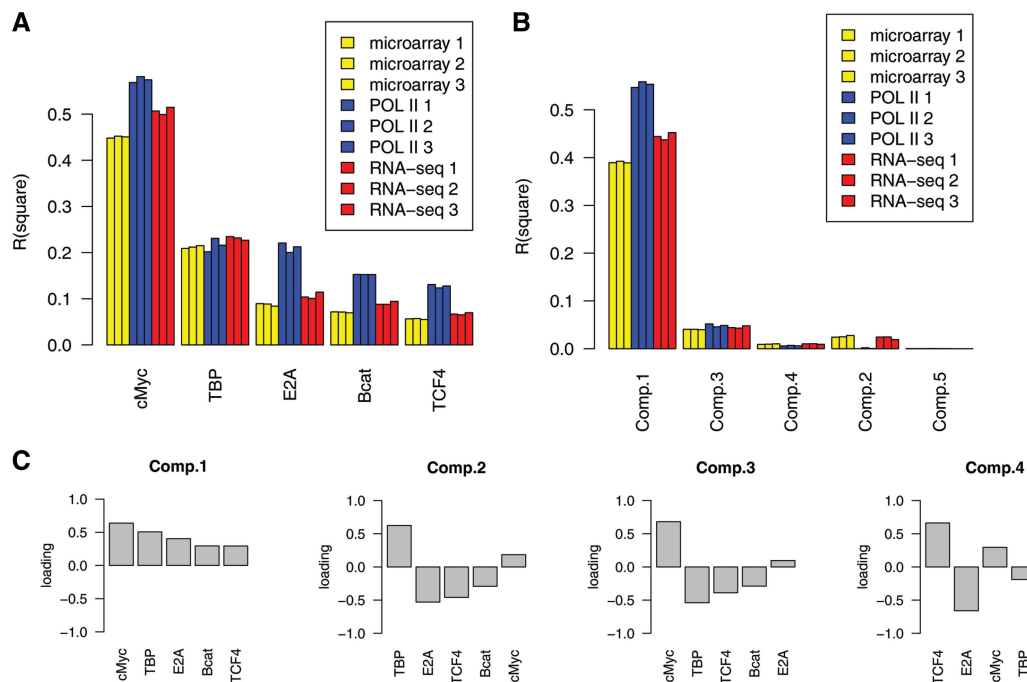 A
microarray 1
microarray 2
microarray 3
POL II 1
POL II 2
POL II 3
RNA−seq 1
RNA−seq 2
RNA−seq 3
R(square)
0.5
0.4
0.3
0.2
0.1
0.0
cMyc
TBP
E2A
Bcat
TCF4
B
microarray 1
microarray 2
microarray 3
POL II 1
POL II 2
POL II 3
RNA−seq 1
RNA−seq 2
RNA−seq 3
R(square)
0.5
0.4
0.3
0.2
0.1
0.0
Comp.1
Comp.3
Comp.4
Comp.2
Comp.5
C
Comp.1
loading
1.0
0.5
0.0
−0.5
−1.0
cMyc
TBP
E2A
Bcat
TCF4
Comp.2
loading
1.0
0.5
0.0
−0.5
−1.0
TBP
E2A
TCF4
Bcat
cMyc
Comp.3
loading
1.0
0.5
0.0
−0.5
−1.0
cMyc
TBP
TCF4
Bcat
E2A
Comp.4
loading
1.0
0.5
0.0
−0.5
−1.0
TCF4
E2A
cMyc
TBP